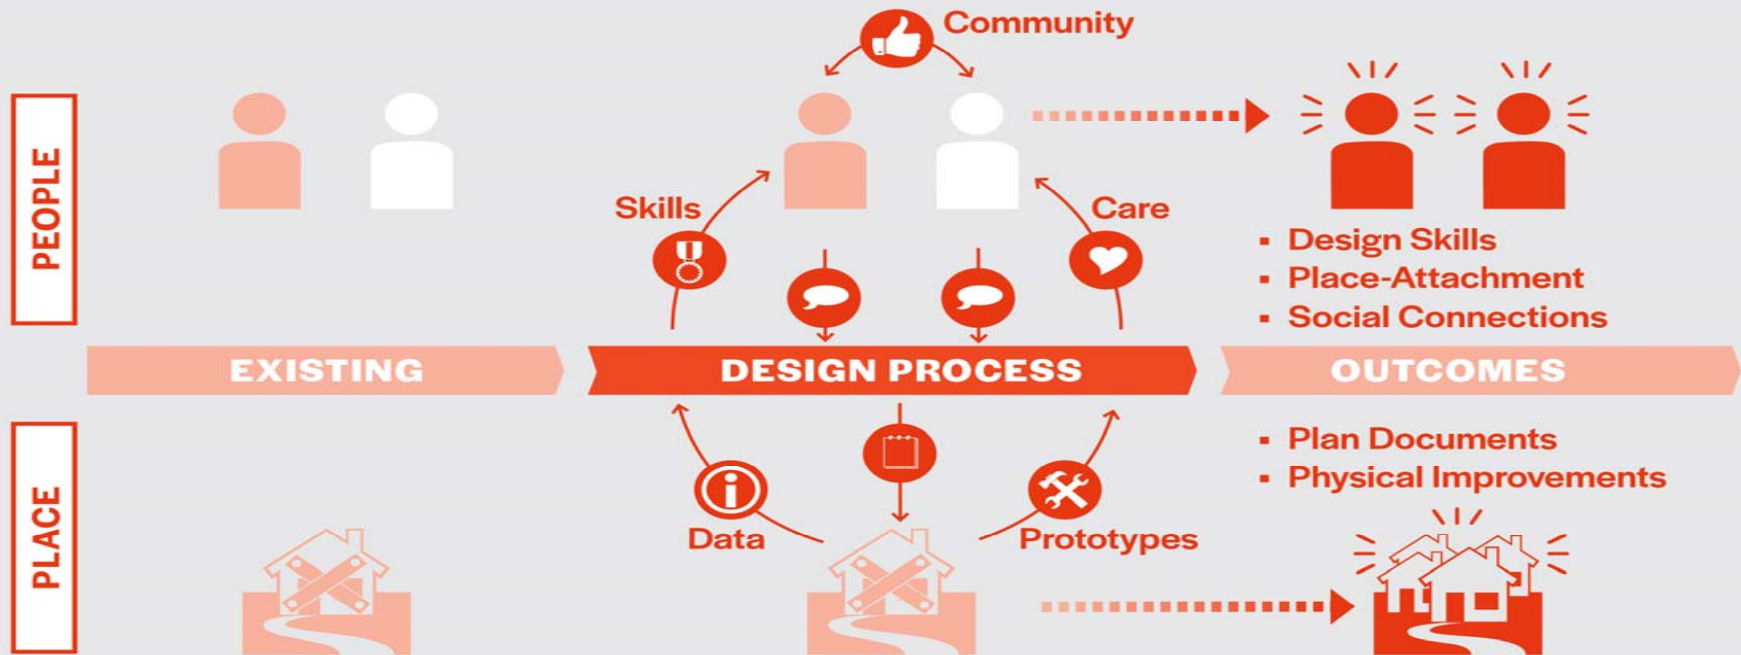 Community
PEOPLE
Skills
Care
▪ Design Skills
▪ Place-Attachment
▪ Social Connections
EXISTING
DESIGN PROCESS
OUTCOMES
PLACE
▪ Plan Documents
▪ Physical Improvements
Data
Prototypes